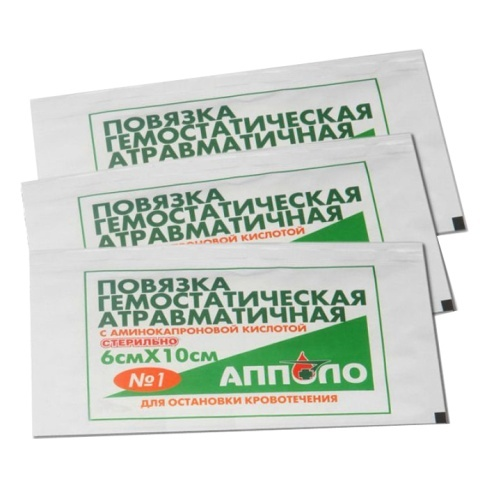 ПОВЯЗКА
ГЕМОСТАТИЧЕСКАЯ
АТРАВМАТИЧНАЯ
ПОВЯЗКА
ГЕМОСТАТИЧЕСКАЯ
АТРАВМАТИЧНАЯ
КИСЛОТОЙ
ПОВЯЗКА
ГЕМОСТАТИЧЕСКАЯ
АТРАВМАТИЧНАЯ
С АМИНОКАПРОНОВОЙ КИСЛОТОЙ
СТЕРИЛЬНО
6смХ10см
№1
АППОЛО
ДЛЯ ОСТАНОВКИ КРОВОТЕЧЕНИЯ